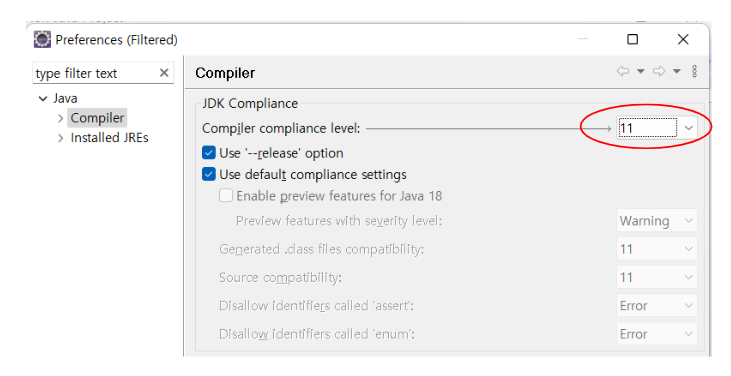 Preferences (Filtered)
type filter text
Java
Compiler
Installed JREs
Compiler
JDK Compliance
Compiler compliance level:
11
Use '--release' option
Use default compliance settings
Enable preview features for Java 18
Preview features with severity level:
Warning
Generated .class files compatibility:
11
Source compatibility:
11
Disallow identifiers called 'assert':
Error
Disallow identifiers called 'enum':
Error